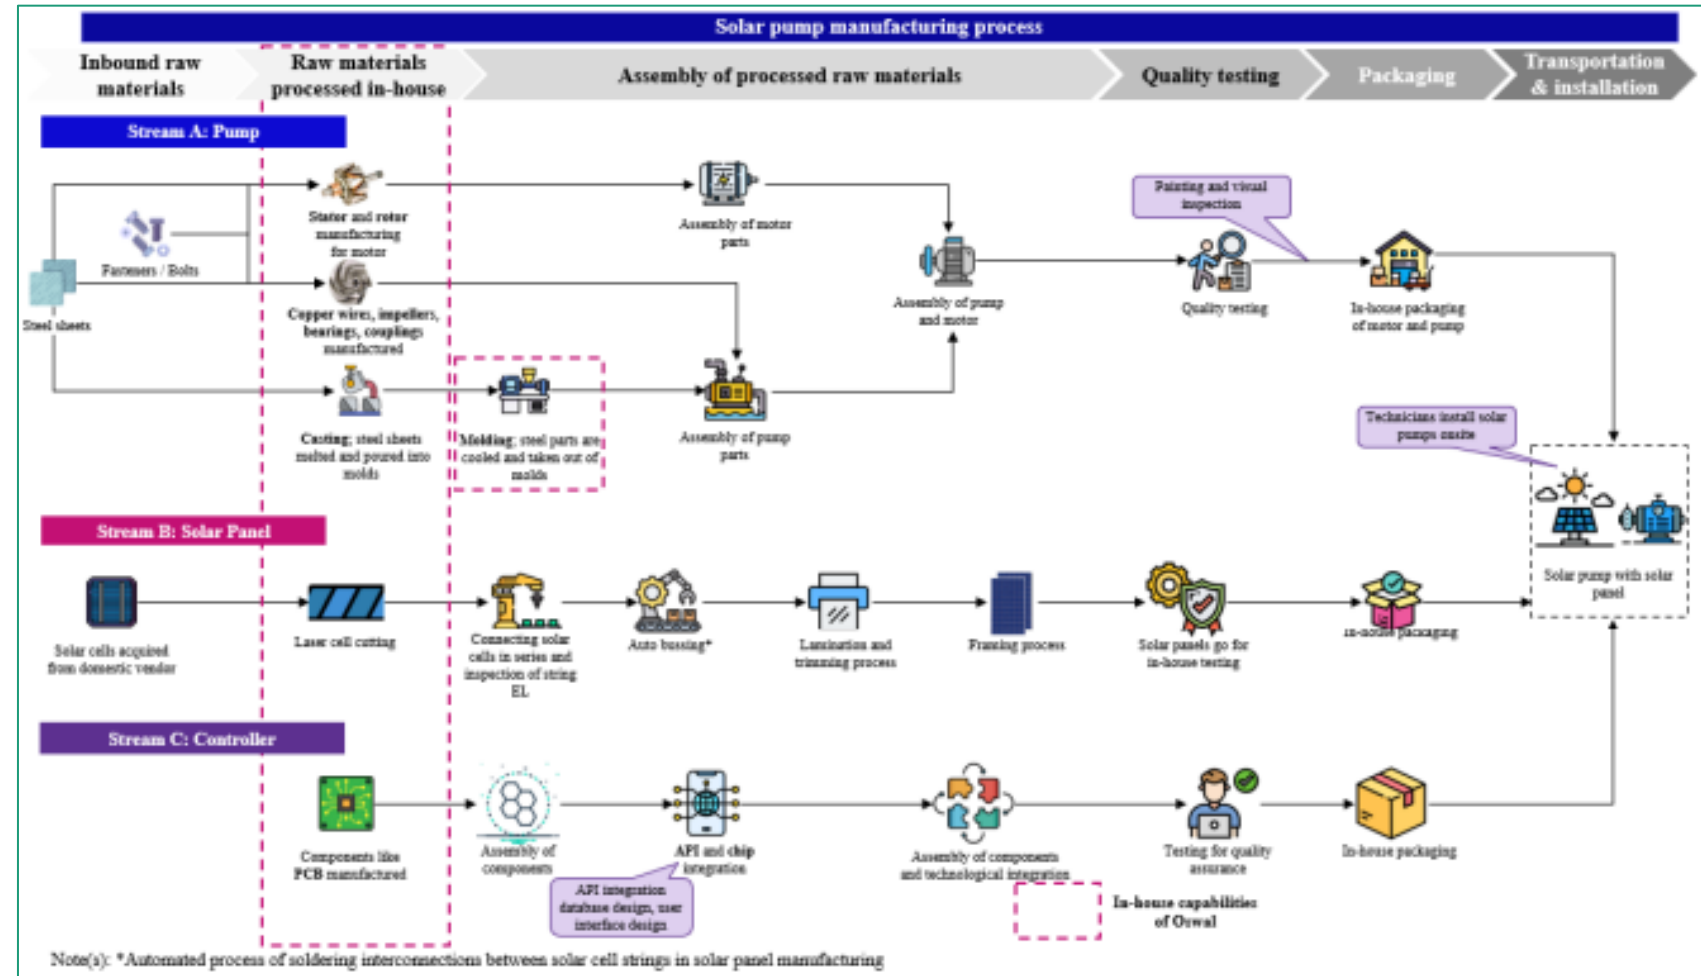 Solar pump manufacturing process
Inbound raw
materials
Raw materials
processed in-house
Assembly of processed raw materials
Quality testing
Packaging
Transportation
& installation
Stream A: Pump
Steel sheets
Fasteners / Bolts
Stator and rotor
manufacturing
for motor
Copper wires, impellers,
bearings, couplings
manufactured
Casting; steel sheets
melted and poured into
molds
Molding; steel parts are
cooled and taken out of
molds
Assembly of motor
parts
Assembly of pump
parts
Assembly of pump
and motor
Painting and visual
inspection
Quality testing
In-house packaging
of motor and pump
Technicians install solar
pumps onsite
Solar pump with solar
panel
Stream B: Solar Panel
Solar cells acquired
from domestic vendor
Laser cell cutting
Connecting solar
cells in series and
inspection of string
EL
Auto bussing*
Lamination and
trimming process
Framing process
Solar panels go for
in-house testing
In-house packaging
Stream C: Controller
Components like
PCB manufactured
Assembly of
components
API and chip
integration
API integration
database design, user
interface design
Assembly of components
and technological integration
Testing for quality
assurance
In-house packaging
In-house capabilities
of Oswal
Note(s): *Automated process of soldering interconnections between solar cell strings in solar panel manufacturing